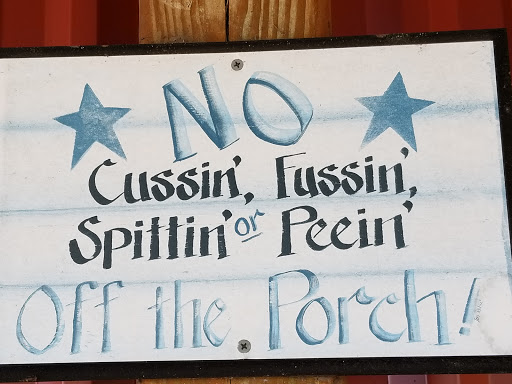 NO
Cussin', Fussin',
Spittin' or Peein'
Off the Porch!